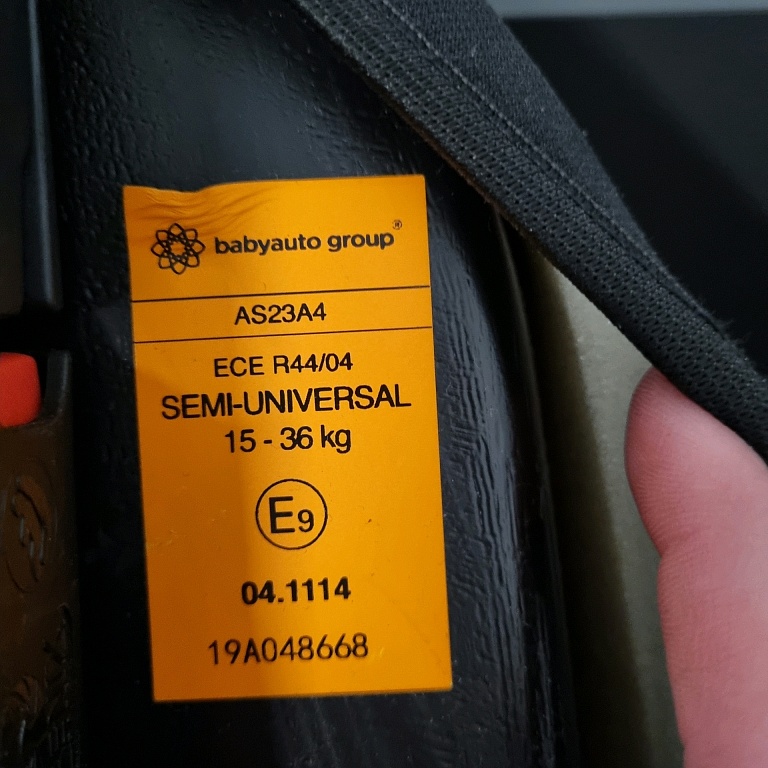 babyauto group®
AS23A4
ECE R44/04
SEMI-UNIVERSAL
15 - 36 kg
E9
04.1114
19A048668